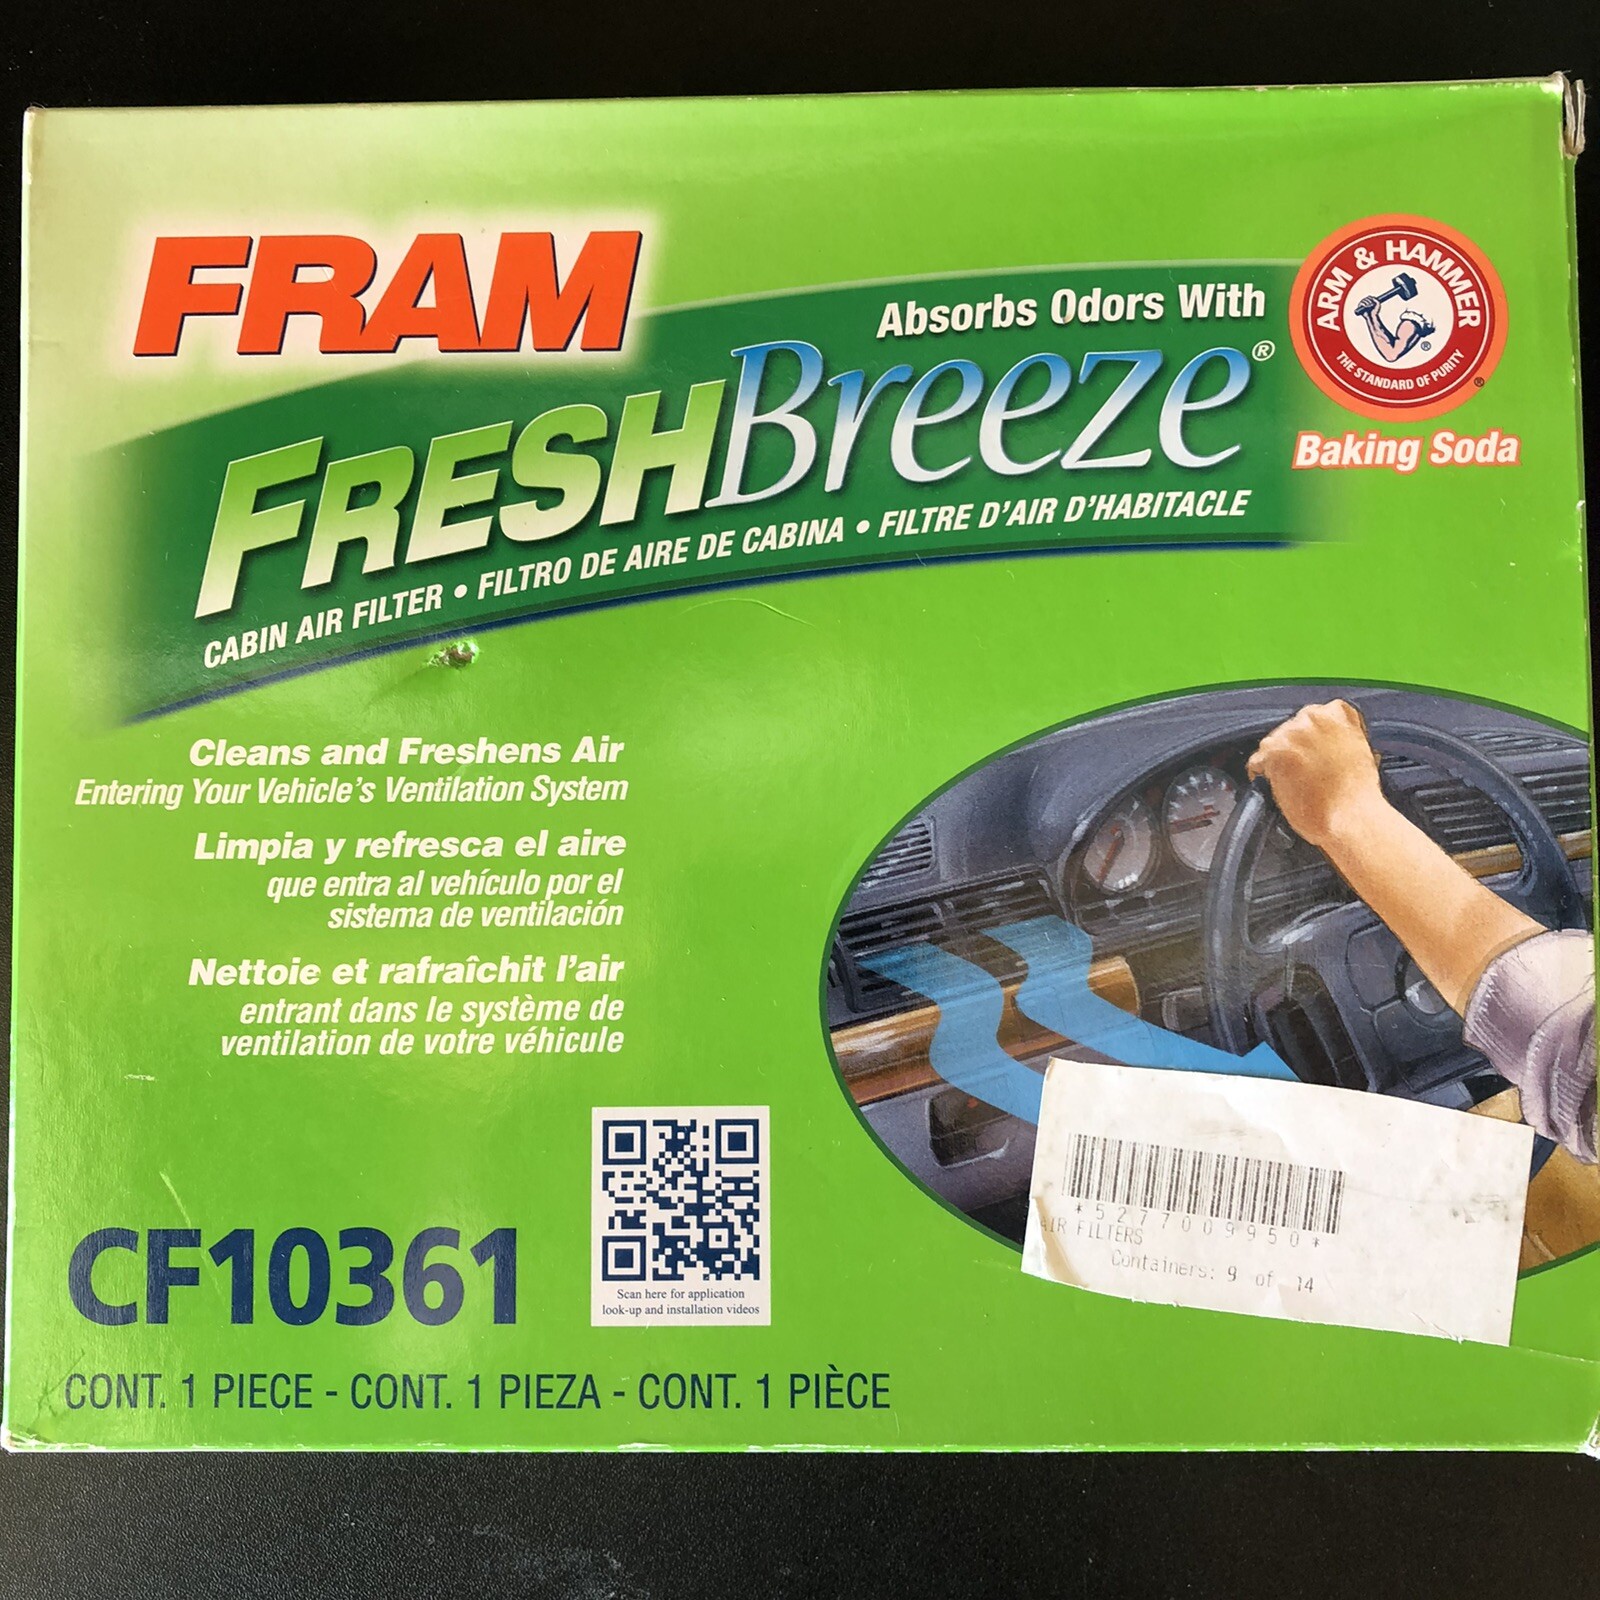 FRAM
Absorbs Odors With
ARM & HAMMER
®
THE STANDARD OF PURITY
®
Baking Soda
FRESHBreeze®
CABIN AIR FILTER • FILTRO DE AIRE DE CABINA • FILTRE D'AIR D'HABITACLE
Cleans and Freshens Air
Entering Your Vehicle's Ventilation System
Limpia y refresca el aire
que entra al vehículo por el
sistema de ventilación
Nettoie et rafraîchit l'air
entrant dans le système de
ventilation de votre véhicule
Scan here for application
look-up and installation videos
CF10361
CONT. 1 PIECE - CONT. 1 PIEZA - CONT. 1 PIÈCE
*5277009950*
AIR FILTERS
Containers: 9 of 14